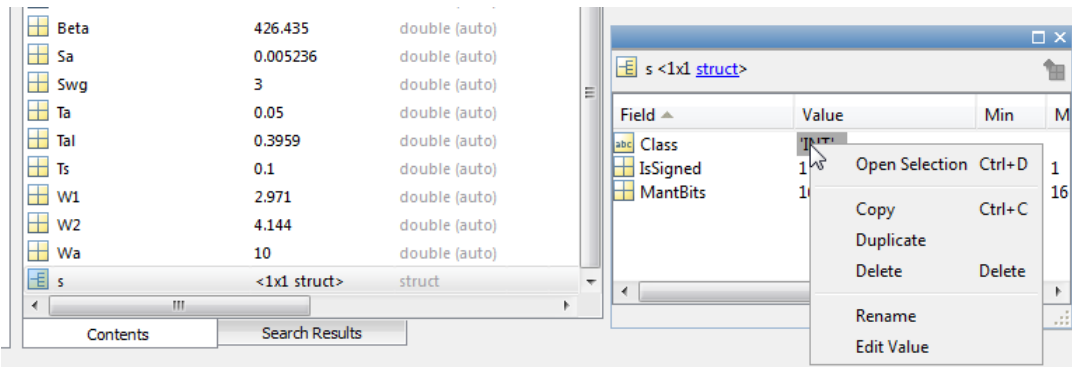 Beta 426.435 double (auto)
Sa 0.005236 double (auto)
Swg 3 double (auto)
Ta 0.05 double (auto)
Tal 0.3959 double (auto)
Ts 0.1 double (auto)
W1 2.971 double (auto)
W2 4.144 double (auto)
Wa 10 double (auto)
s <1x1 struct> struct
Contents Search Results
s <1x1 struct>
Field Value Min M
abc Class 'INT'
IsSigned 1 1
MantBits 16
Open Selection Ctrl+D
Copy Ctrl+C
Duplicate
Delete Delete
Rename
Edit Value